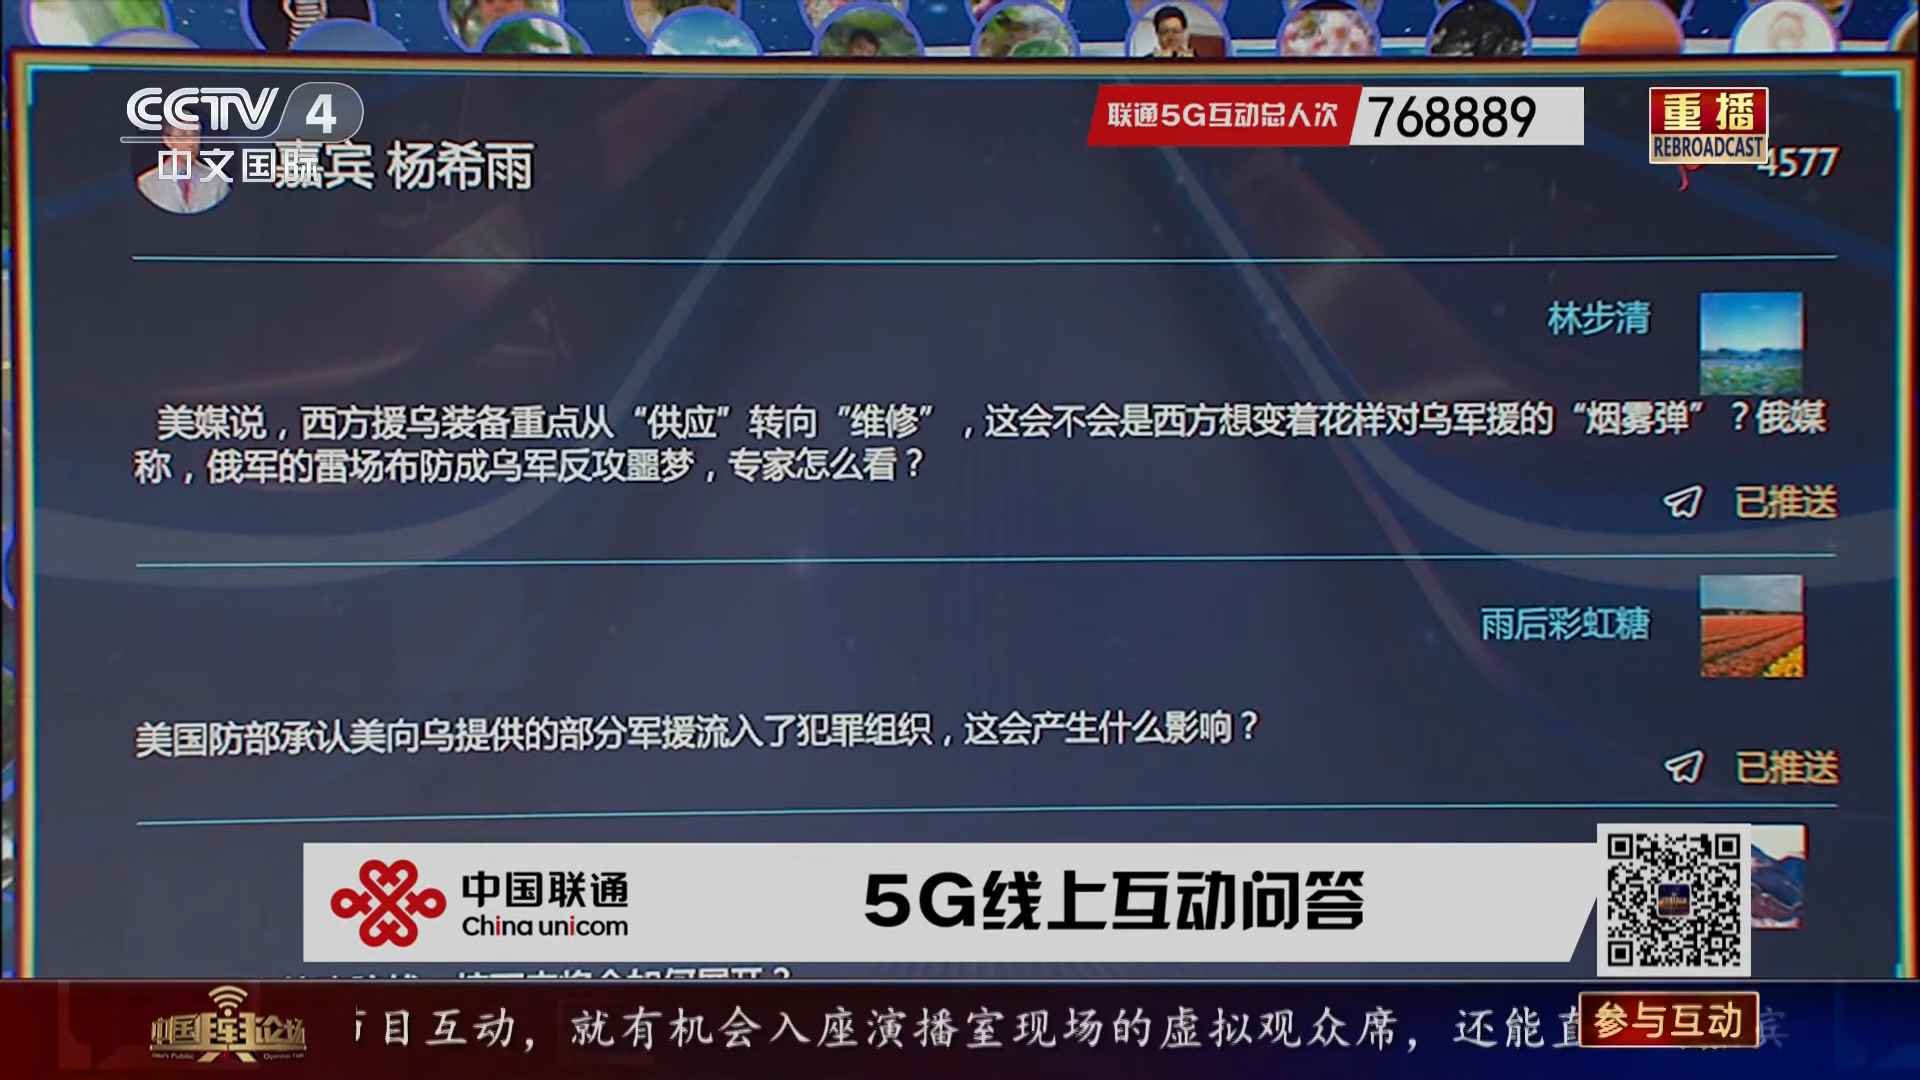 CCTV 4
中文国际
嘉宾 杨希雨
联通5G互动总人次 768889
重播
REBROADCAST
4577
林步清
美媒说，西方援乌装备重点从“供应”转向“维修”，这会不会是西方想变着花样对乌军援的“烟雾弹”？俄媒
称，俄军的雷场布防成乌军反攻噩梦，专家怎么看？
已推送
雨后彩虹糖
美国防部承认美向乌提供的部分军援流入了犯罪组织，这会产生什么影响？
已推送
中国联通
China unicom
5G线上互动问答
中国舆论场
节目互动，就有机会入座演播室现场的虚拟观众席，还能直
参与互动